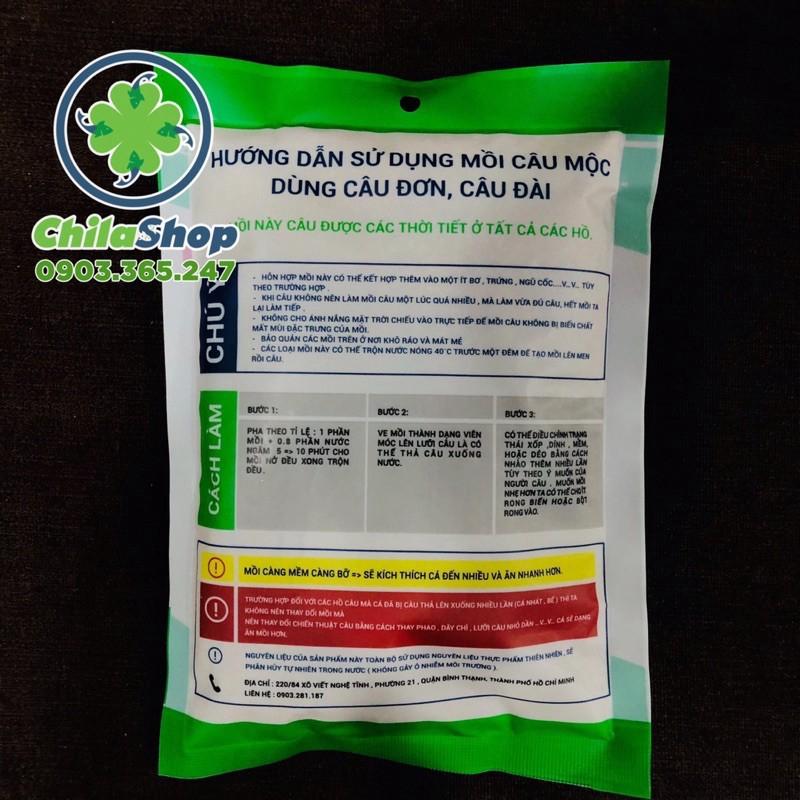 ChilaShop
0903.365.247
HƯỚNG DẪN SỬ DỤNG MỒI CÂU MỘC
DÙNG CÂU ĐƠN, CÂU ĐÀI
NÀY CÂU ĐƯỢC CÁC THỜI TIẾT Ở TẤT CẢ CÁC HỒ.
CHÚ Ý
- HỖN HỢP MỒI NÀY CÓ THỂ KẾT HỢP THÊM VÀO MỘT ÍT BƠ, TRỨNG, NGŨ CỐC....V...V.. TÙY
THEO TRƯỜNG HỢP.
- KHI CÂU KHÔNG NÊN LÀM MỒI CÂU MỘT LÚC QUÁ NHIỀU, MÀ LÀM VỪA ĐỦ CÂU, HẾT MỒI TA
LẠI LÀM TIẾP.
- KHÔNG CHO ÁNH NẮNG MẶT TRỜI CHIẾU VÀO TRỰC TIẾP ĐỂ MỒI CÂU KHÔNG BỊ BIẾN CHẤT
MẤT MÙI ĐẶC TRƯNG CỦA MỒI.
- BẢO QUẢN CÁC MỒI TRÊN Ở NƠI KHÔ RÁO VÀ MÁT MẺ
- CÁC LOẠI MỒI NÀY CÓ THỂ TRỘN NƯỚC NÓNG 40°C TRƯỚC MỘT ĐÊM ĐỂ TẠO MỒI LÊN MEN
RỒI CÂU.
CÁCH LÀM
BƯỚC 1:
PHA THEO TỈ LỆ : 1 PHẦN
MỒI + 0.8 PHẦN NƯỚC
NGÂM 5 => 10 PHÚT CHO
MỒI NỞ ĐỀU XONG TRỘN
ĐỀU.
BƯỚC 2:
VE MỒI THÀNH DẠNG VIÊN
MÓC LÊN LƯỠI CÂU LÀ CÓ
THỂ THẢ CÂU XUỐNG
NƯỚC.
BƯỚC 3:
CÓ THỂ ĐIỀU CHỈNH TRẠNG
THÁI XỐP ,DÍNH , MỀM,
HOẶC DẺO BẰNG CÁCH
NHÀO THÊM NHIỀU LẦN
TÙY THEO Ý MUỐN CỦA
NGƯỜI CÂU , MUỐN MỒI
NHẸ HƠN TA CÓ THỂ CHO ÍT
RONG BIỂN HOẶC BỘT
RONG VÀO.
MỒI CÀNG MỀM CÀNG BỠ => SẼ KÍCH THÍCH CÁ ĐẾN NHIỀU VÀ ĂN NHANH HƠN.
TRƯỜNG HỢP ĐỐI VỚI CÁC HỒ CÂU MÀ CÁ ĐÃ BỊ CÂU THẢ LÊN XUỐNG NHIỀU LẦN (CÁ NHÁT , BỂ ) THÌ TA
KHÔNG NÊN THAY ĐỔI MỒI MÀ
NÊN THAY ĐỔI CHIẾN THUẬT CÂU BẰNG CÁCH THAY PHAO , DÂY CHỈ , LƯỠI CÂU NHỎ DẦN ...V...V... CÁ SẼ DẠNG
ĂN MỒI HƠN.
NGUYÊN LIỆU CỦA SẢN PHẨM NÀY TOÀN BỘ SỬ DỤNG NGUYÊN LIỆU THỰC PHẨM THIÊN NHIÊN , SẼ
PHÂN HỦY TỰ NHIÊN TRONG NƯỚC ( KHÔNG GÂY Ô NHIỄM MÔI TRƯỜNG ).
ĐỊA CHỈ : 220/84 XÔ VIẾT NGHỆ TĨNH , PHƯỜNG 21 , QUẬN BÌNH THẠNH, THÀNH PHỐ HỒ CHÍ MINH
LIÊN HỆ : 0903.281.187